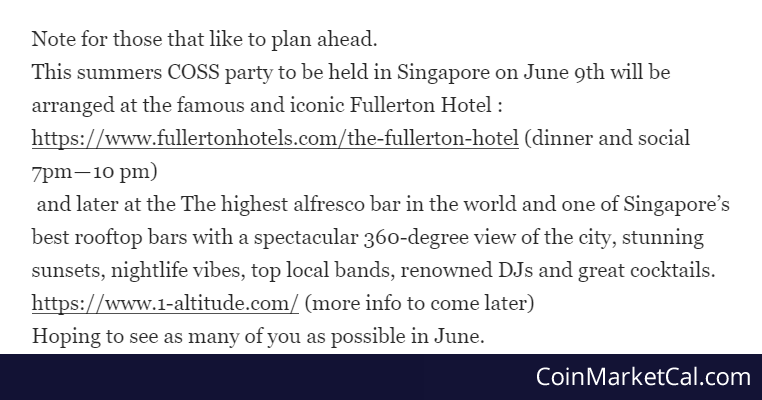 Note for those that like to plan ahead.
This summers COSS party to be held in Singapore on June 9th will be
arranged at the famous and iconic Fullerton Hotel :
https://www.fullertonhotels.com/the-fullerton-hotel (dinner and social
7pm—10 pm)
and later at the The highest alfresco bar in the world and one of Singapore’s
best rooftop bars with a spectacular 360-degree view of the city, stunning
sunsets, nightlife vibes, top local bands, renowned DJs and great cocktails.
https://www.1-altitude.com/ (more info to come later)
Hoping to see as many of you as possible in June.
CoinMarketCal.com